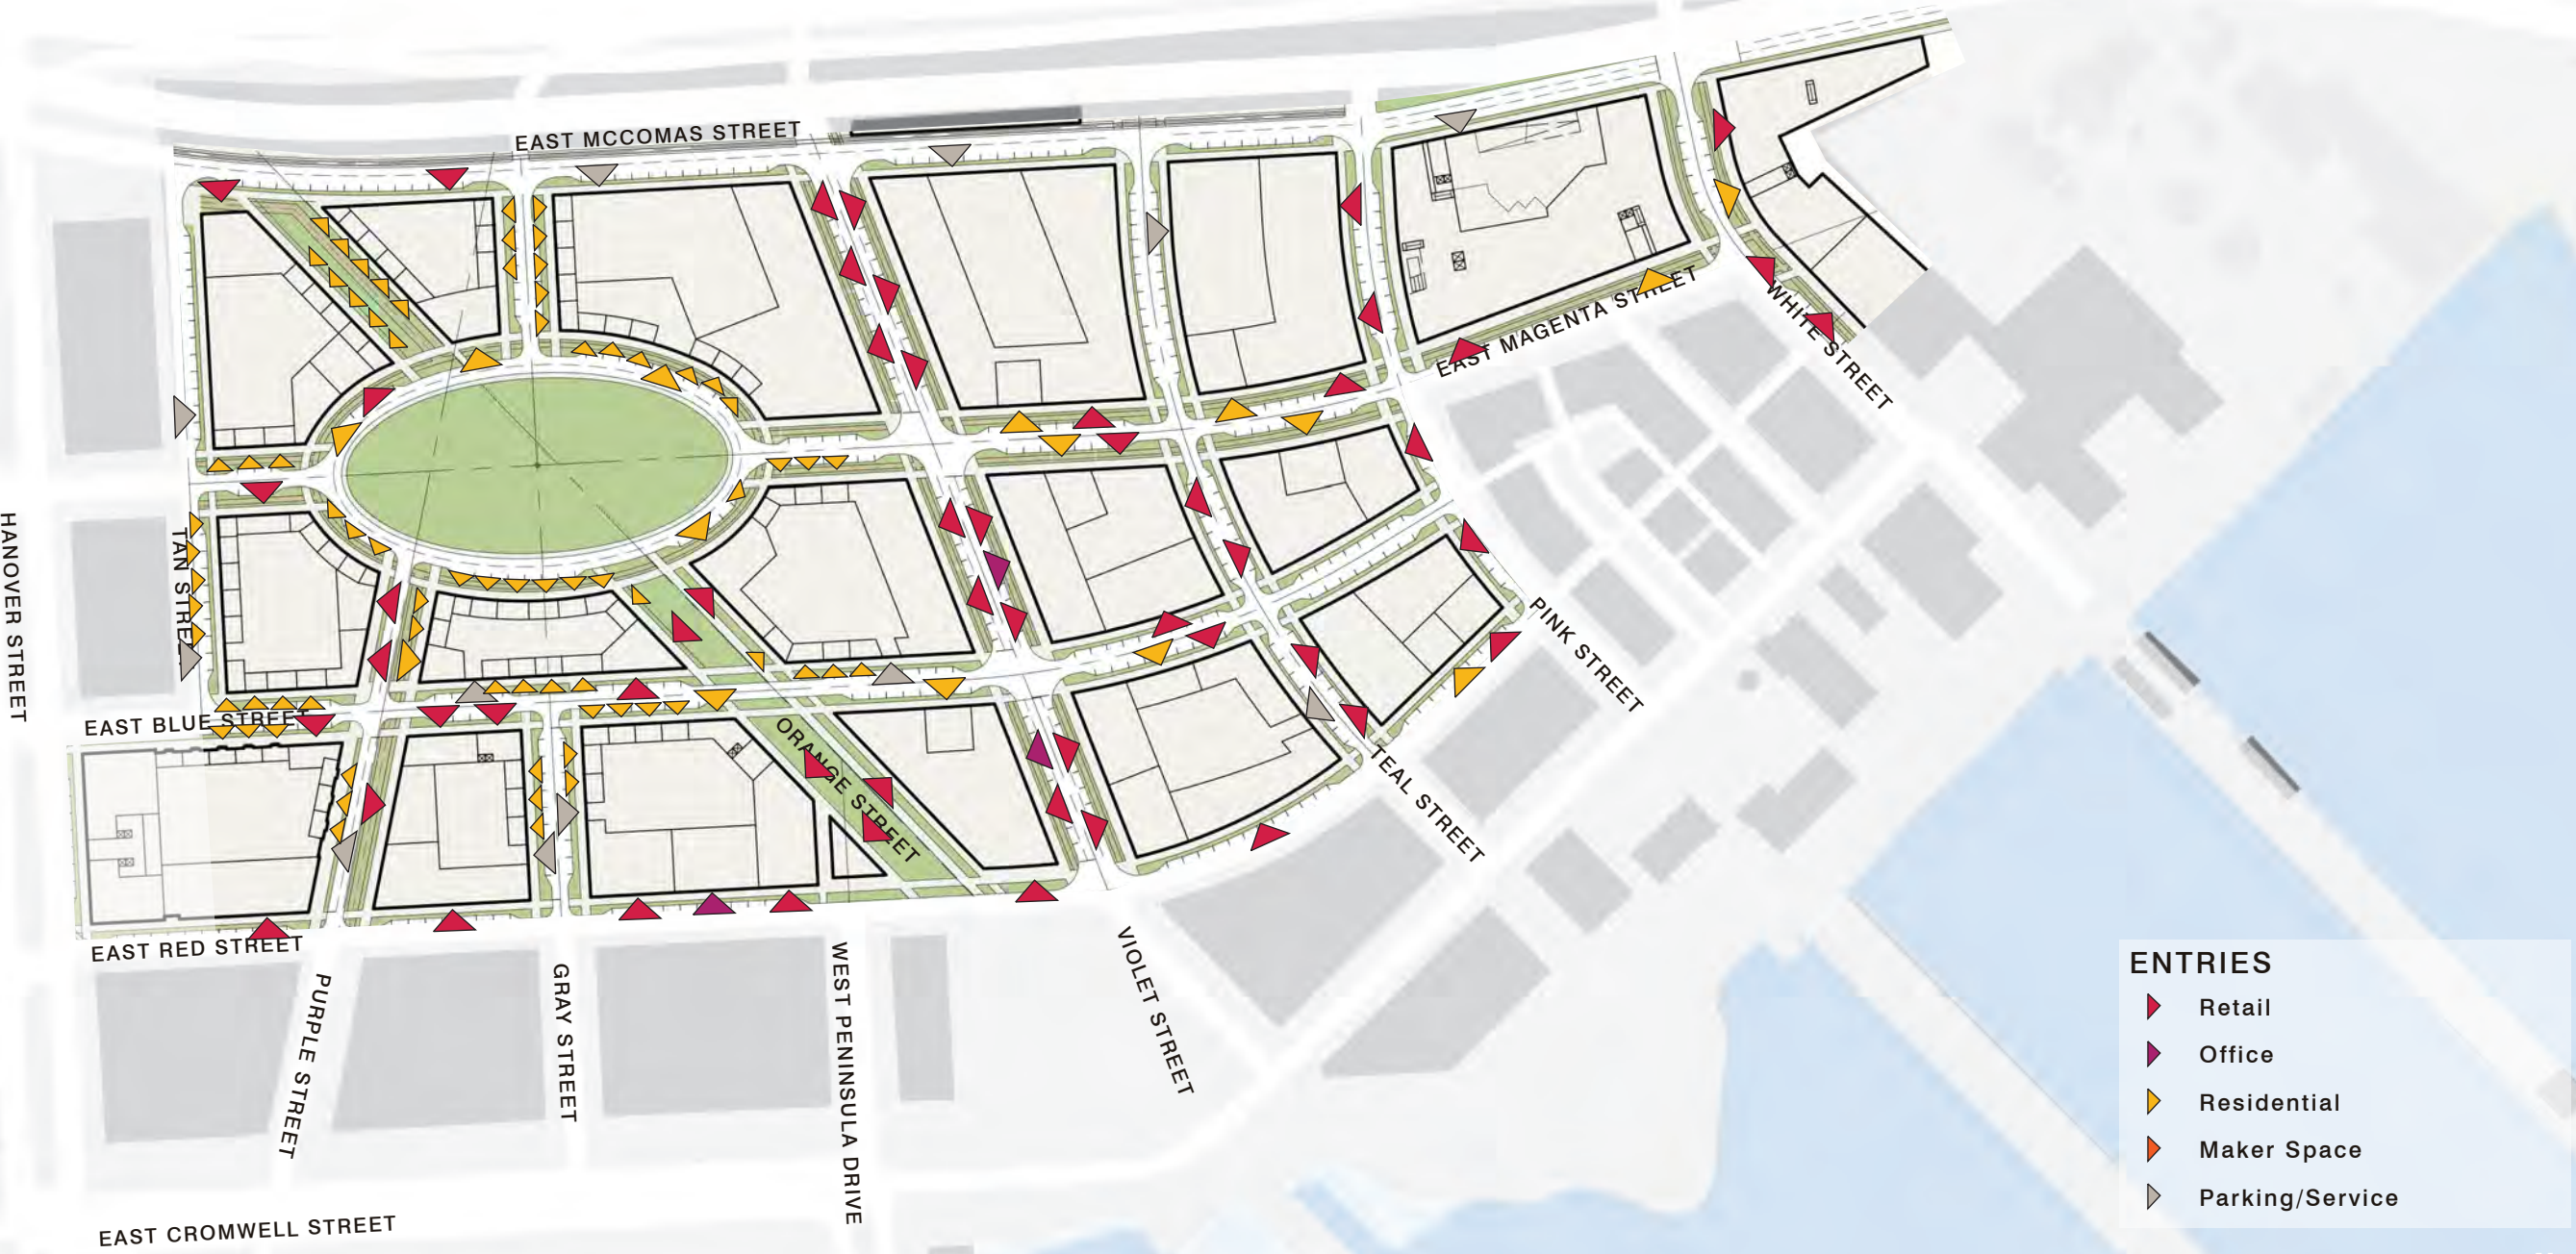 EAST MCCOMAS STREET
EAST MAGENTA STREET
WHITE STREET
HANOVER STREET
TAN STREET
PINK STREET
EAST BLUE STREET
ORANGE STREET
TEAL STREET
EAST RED STREET
PURPLE STREET
GRAY STREET
WEST PENINSULA DRIVE
VIOLET STREET
EAST CROMWELL STREET
ENTRIES
Retail
Office
Residential
Maker Space
Parking/Service